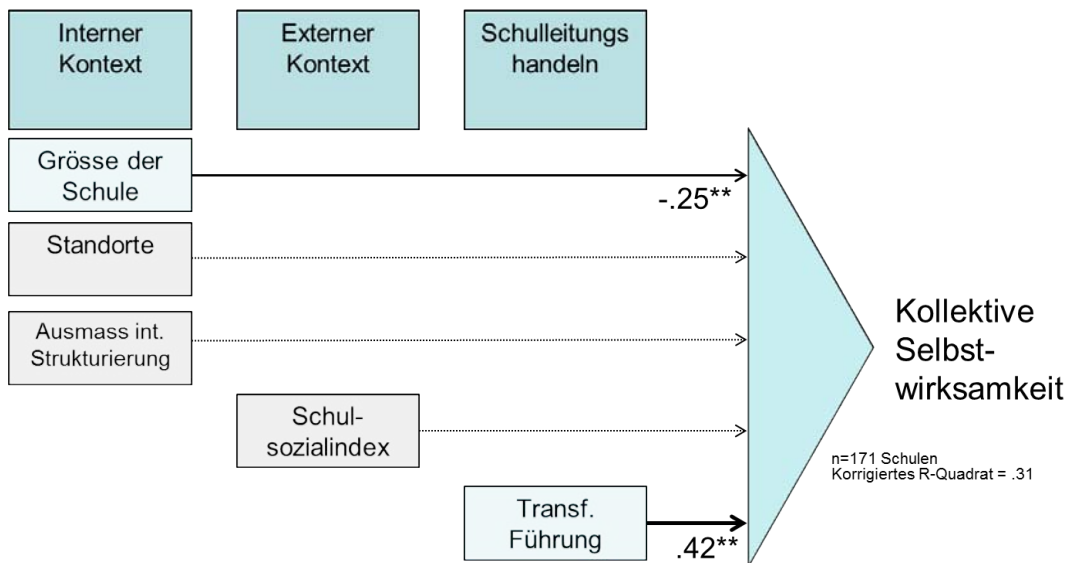 Interner
Kontext
Externer
Kontext
Schulleitungs
handeln
Grösse der
Schule
-.25**
Standorte
Ausmass int.
Strukturierung
Schul-
sozialindex
Transf.
Führung
.42**
Kollektive
Selbst-
wirksamkeit
n=171 Schulen
Korrigiertes R-Quadrat = .31